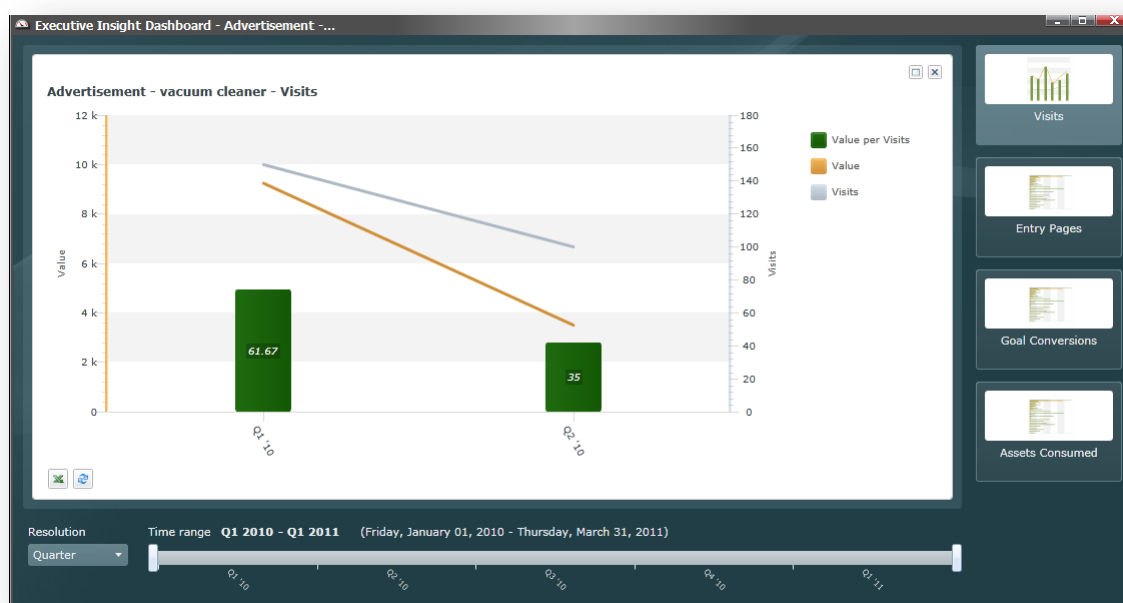 Executive Insight Dashboard - Advertisement -...
Advertisement - vacuum cleaner - Visits
12 k
10 k
8 k
6 k
4 k
2 k
0
Value
61.67
35
Q1 '10
Q2 '10
180
160
140
120
100
80
60
40
20
0
Visits
Value per Visits
Value
Visits
Visits
Entry Pages
Goal Conversions
Assets Consumed
Resolution
Quarter
Time range Q1 2010 - Q1 2011 (Friday, January 01, 2010 - Thursday, March 31, 2011)
Q1 '10
Q2 '10
Q3 '10
Q4 '10
Q1 '11